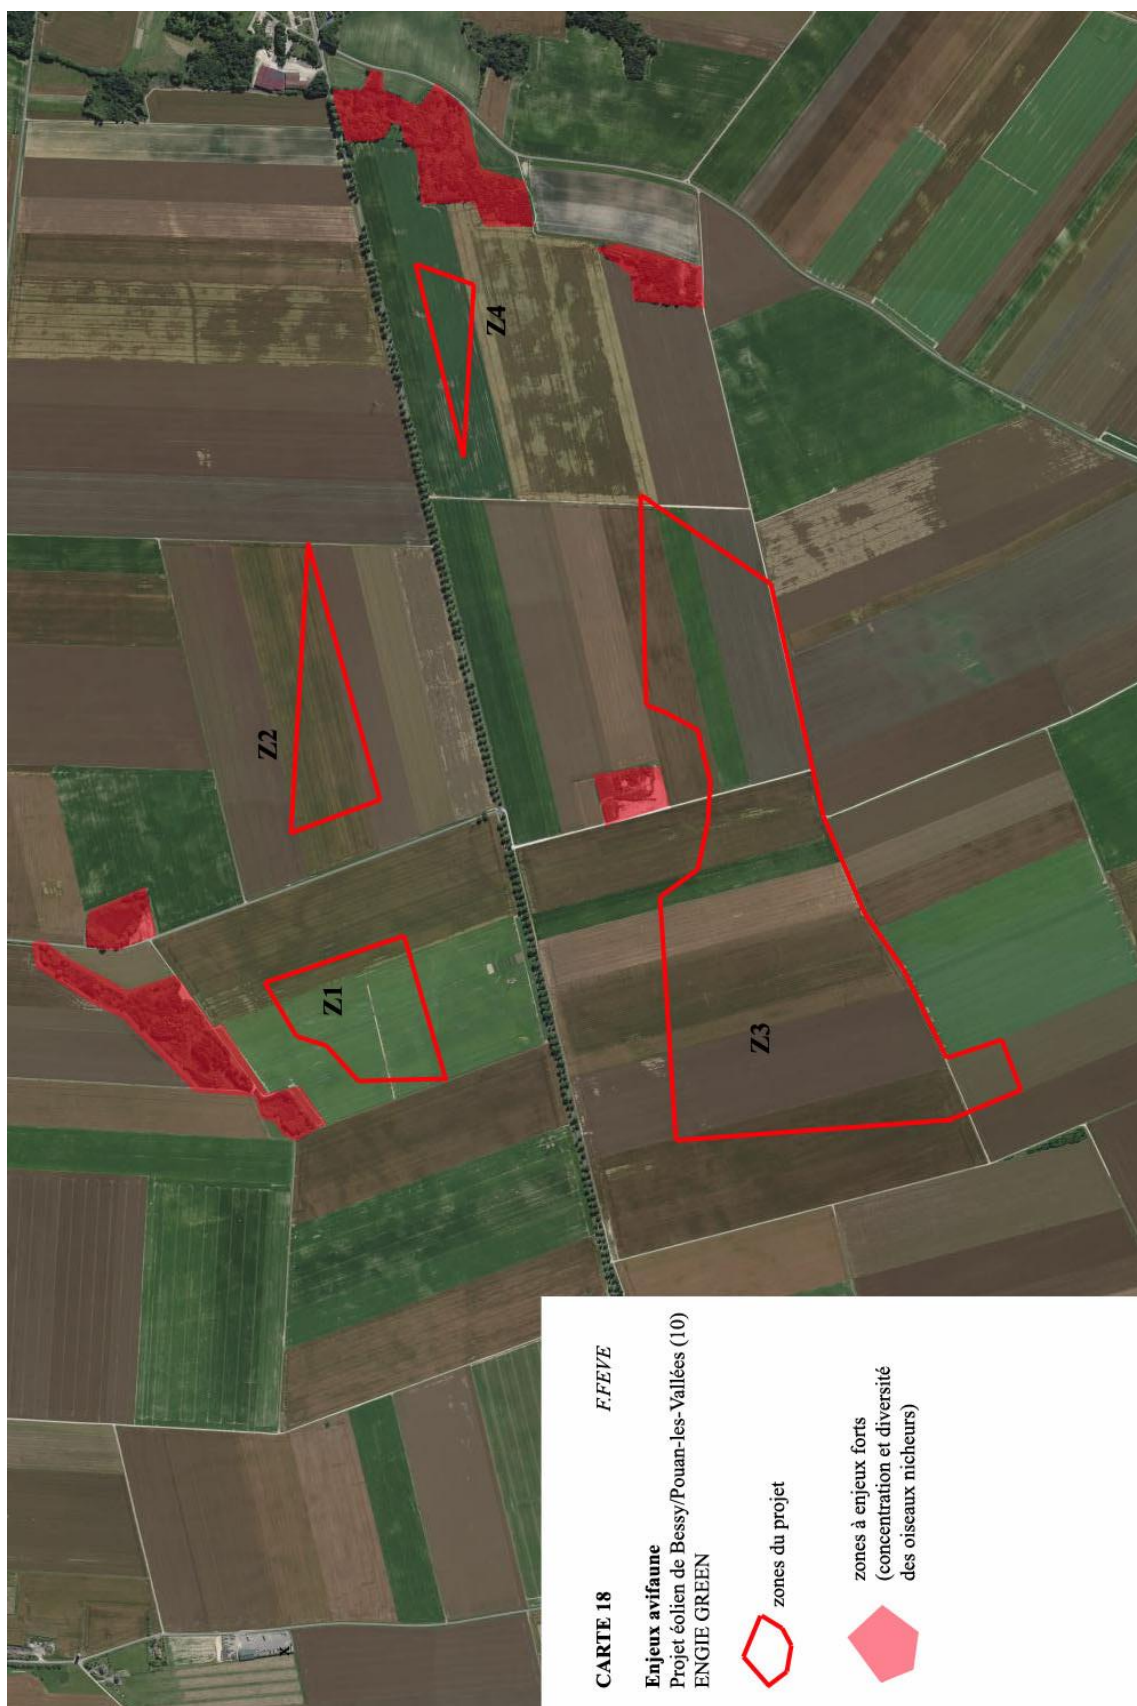 Z4
Z2
Z1
Z3
CARTE 18 F.FEVE
Enjeux avifaune
Projet éolien de Bessy/Pouan-les-Vallées (10)
ENGIE GREEN
zones du projet
zones à enjeux forts
(concentration et diversité
des oiseaux nicheurs)
x